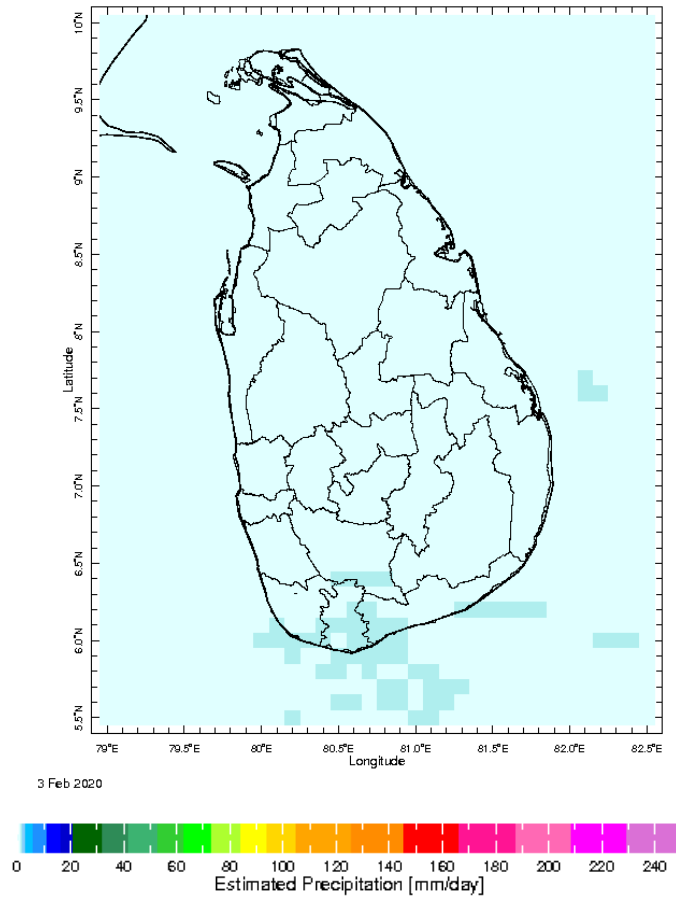 10°N
9.5°N
9°N
8.5°N
8°N
7.5°N
7.0°N
6.5°N
6.0°N
5.5°N
Latitude
79°E 79.5°E 80°E 80.5°E 81.0°E 81.5°E 82.0°E 82.5°E
Longitude
3 Feb 2020
0 20 40 60 80 100 120 140 160 180 200 220 240
Estimated Precipitation [mm/day]